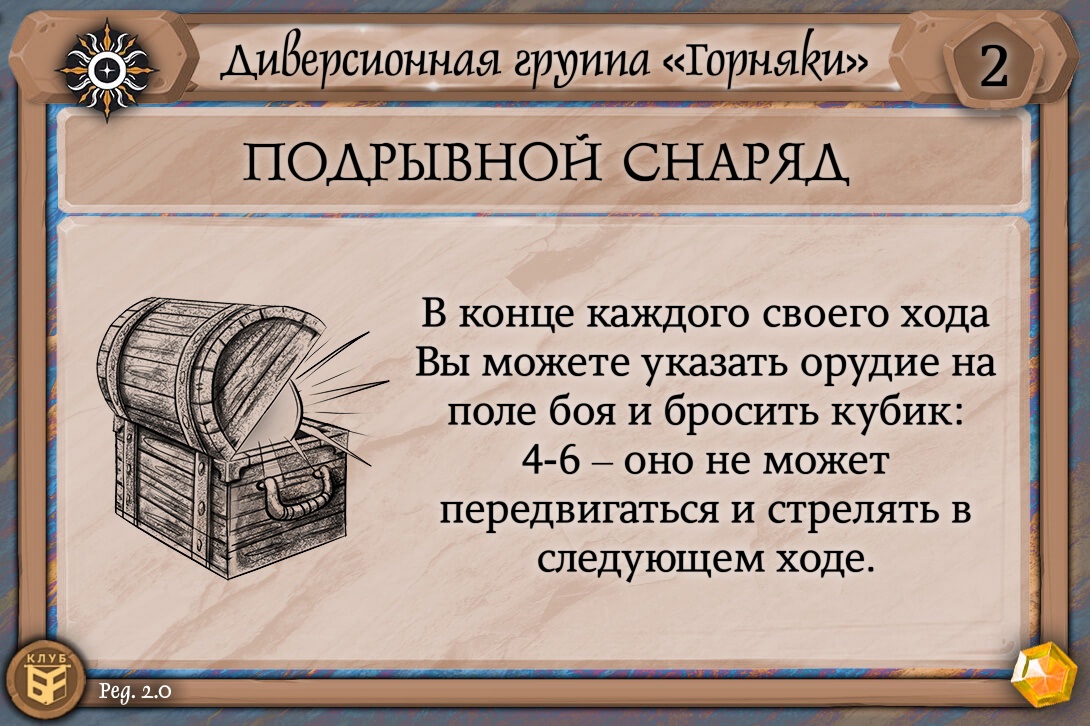 Диверсионная группа «Горняки»
2
ПОДРЫВНОЙ СНАРЯД
В конце каждого своего хода
Вы можете указать орудие на
поле боя и бросить кубик:
4-6 – оно не может
передвигаться и стрелять в
следующем ходе.
КЛУБ
Ред. 2.0